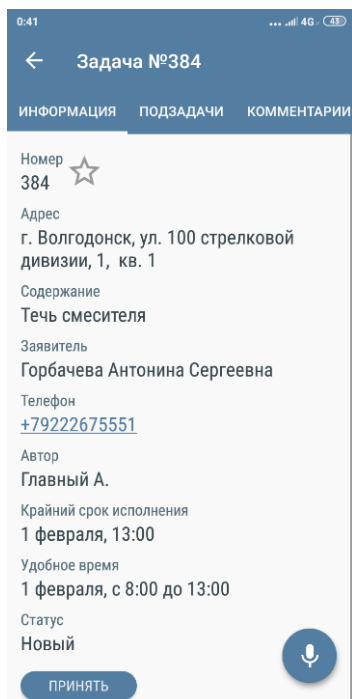 0:41
... 4G 43
Задача №384
ИНФОРМАЦИЯ ПОДЗАДАЧИ КОММЕНТАРИИ
Номер
384
Адрес
г. Волгодонск, ул. 100 стрелковой
дивизии, 1, кв. 1
Содержание
Течь смесителя
Заявитель
Горбачева Антонина Сергеевна
Телефон
+79222675551
Автор
Главный А.
Крайний срок исполнения
1 февраля, 13:00
Удобное время
1 февраля, с 8:00 до 13:00
Статус
Новый
ПРИНЯТЬ